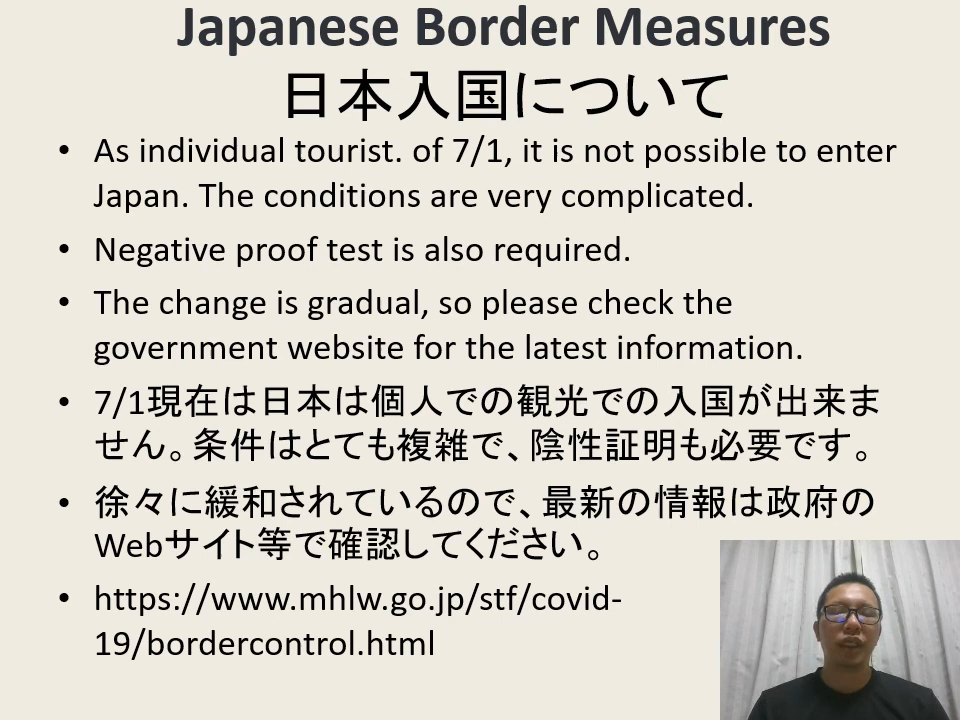 Japanese Border Measures
日本入国について
• As individual tourist. of 7/1, it is not possible to enter
Japan. The conditions are very complicated.
• Negative proof test is also required.
• The change is gradual, so please check the
government website for the latest information.
• 7/1現在は日本は個人での観光での入国が出来ま
せん。条件はとても複雑で、陰性証明も必要です。
• 徐々に緩和されているので、最新の情報は政府の
Webサイト等で確認してください。
• https://www.mhlw.go.jp/stf/covid-
19/bordercontrol.html